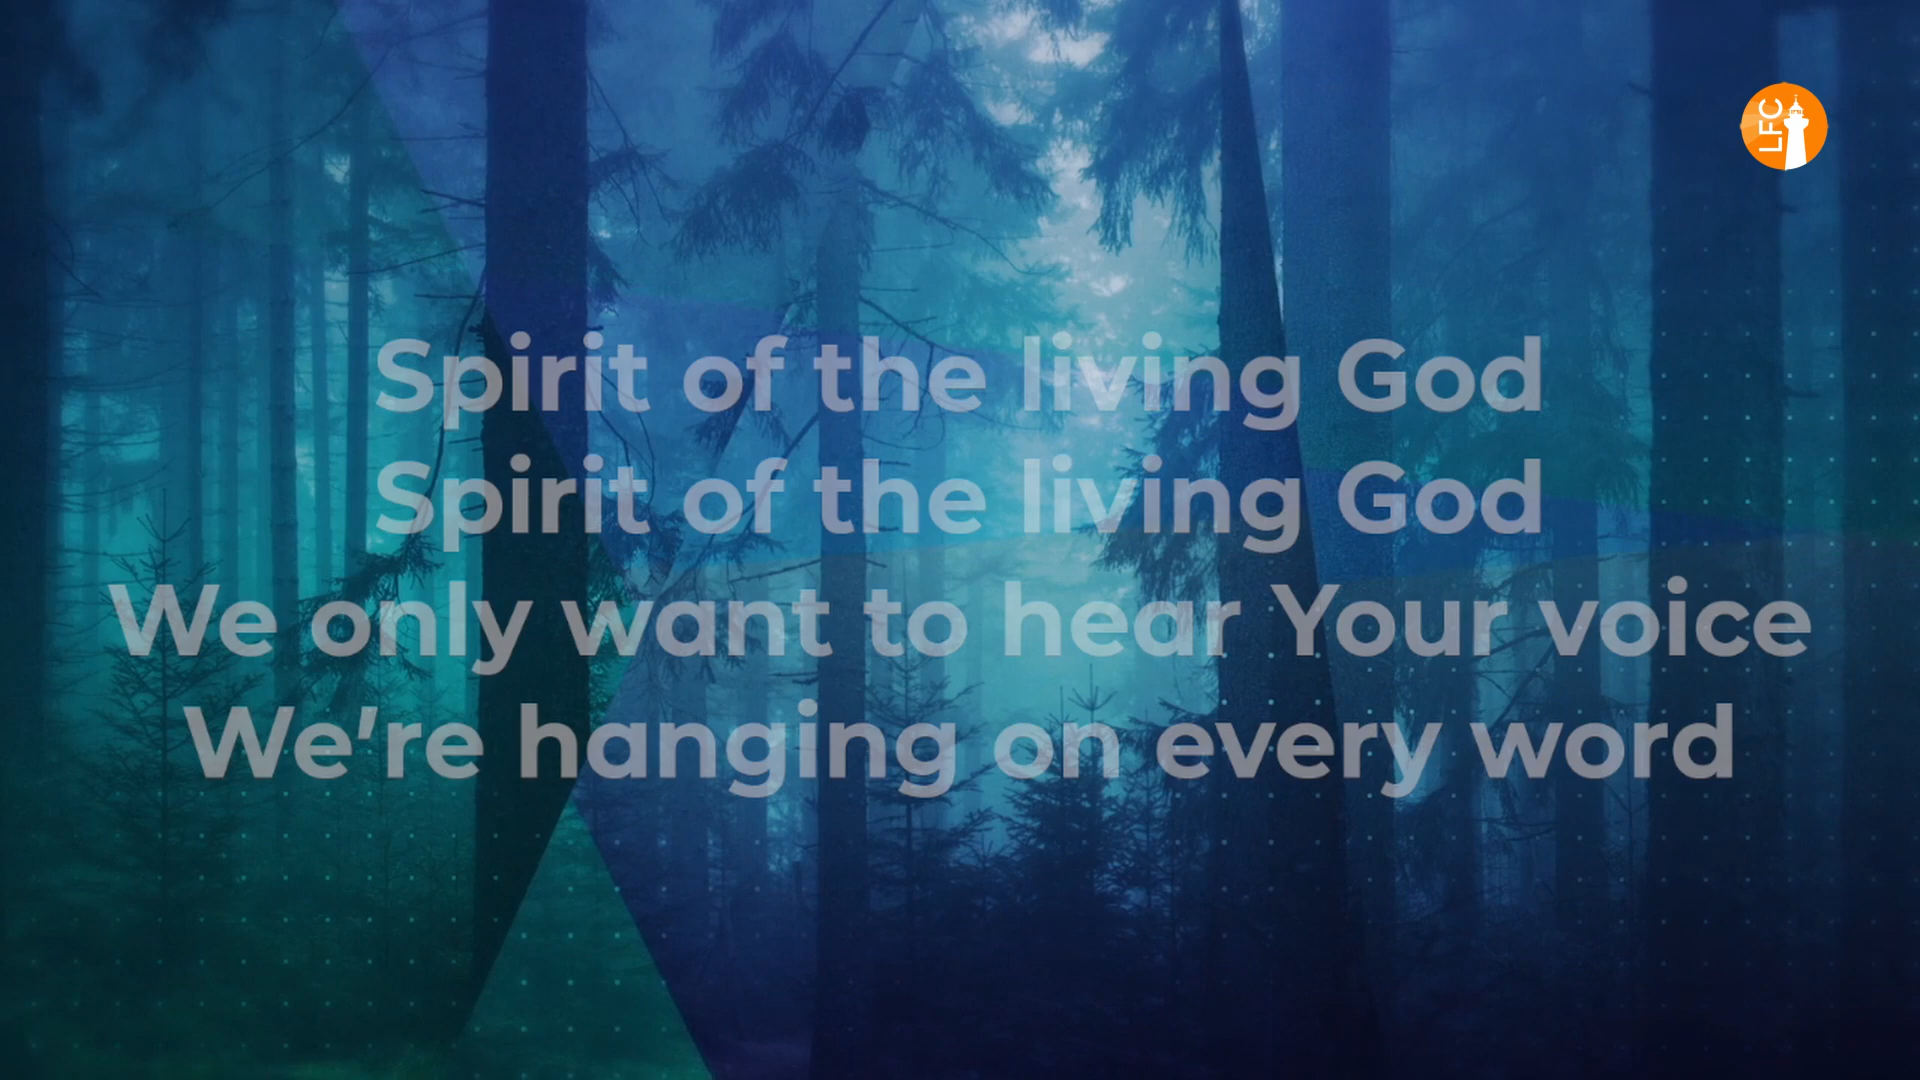 LFC
Spirit of the living God
Spirit of the living God
We only want to hear Your voice
We're hanging on every word